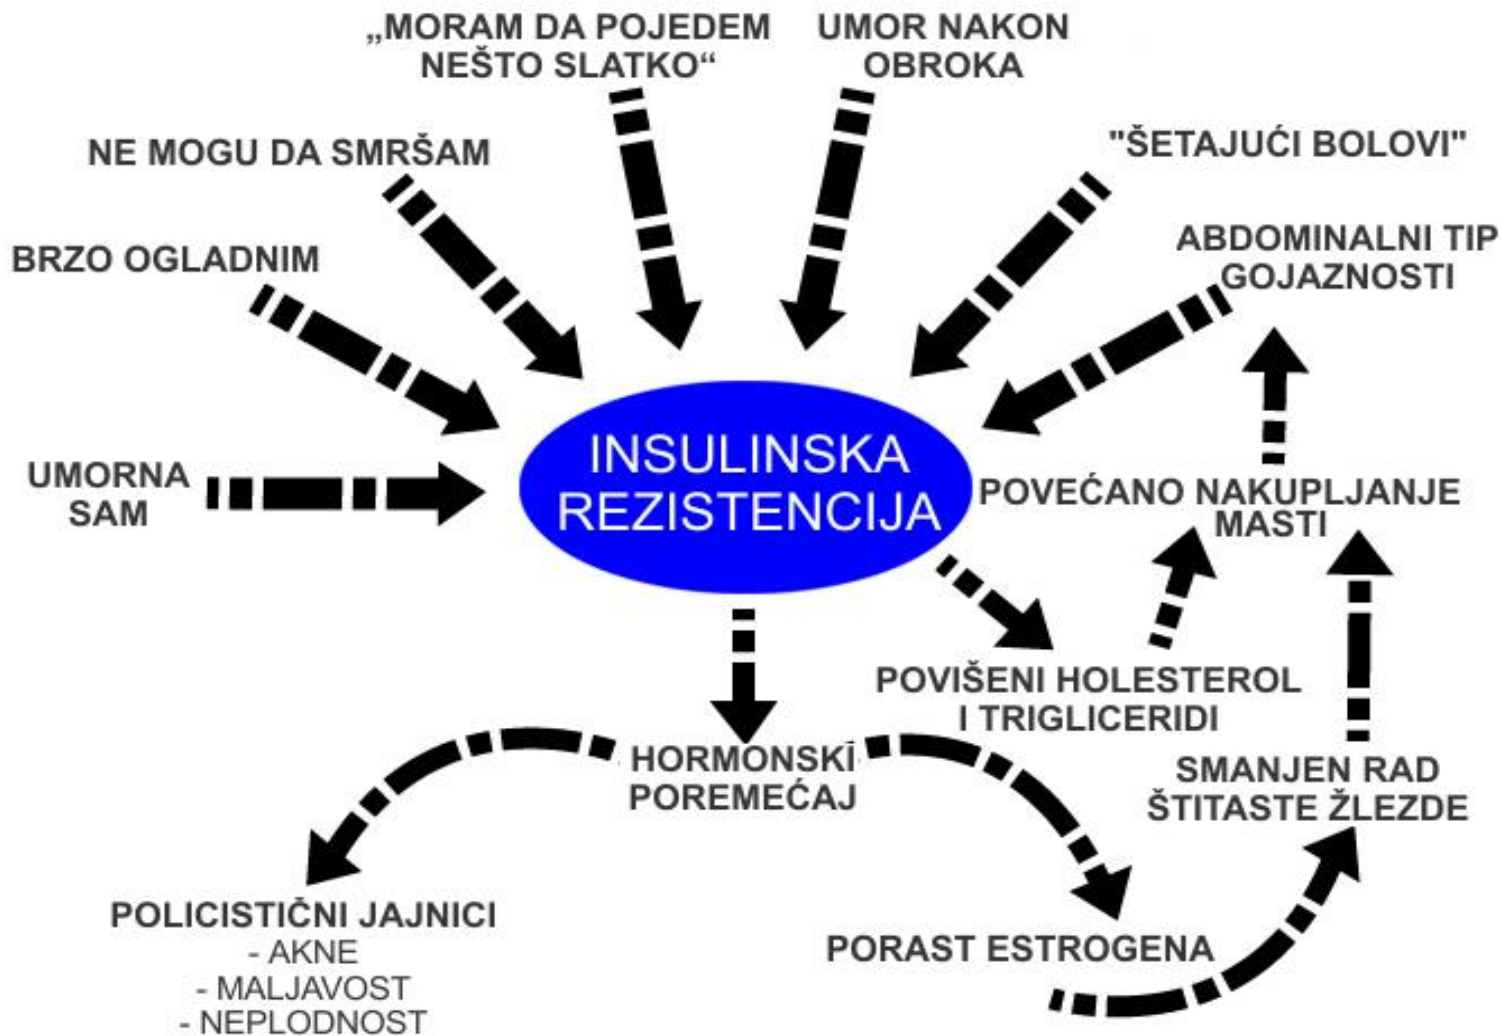 „MORAM DA POJEDEM
NEŠTO SLATKO“
UMOR NAKON
OBROKA
NE MOGU DA SMRŠAM
"ŠETAJUĆI BOLOVI"
BRZO OGLADNIM
ABDOMINALNI TIP
GOJAZNOSTI
UMORNA
SAM
INSULINSKA
REZISTENCIJA
POVEĆANO NAKUPLJANJE
MASTI
POVIŠENI HOLESTEROL
I TRIGLICERIDI
HORMONSKI
POREMEĆAJ
SMANJEN RAD
ŠTITASTE ŽLEZDE
POLICISTIČNI JAJNICI
- AKNE
- MALJAVOST
- NEPLODNOST
PORAST ESTROGENA